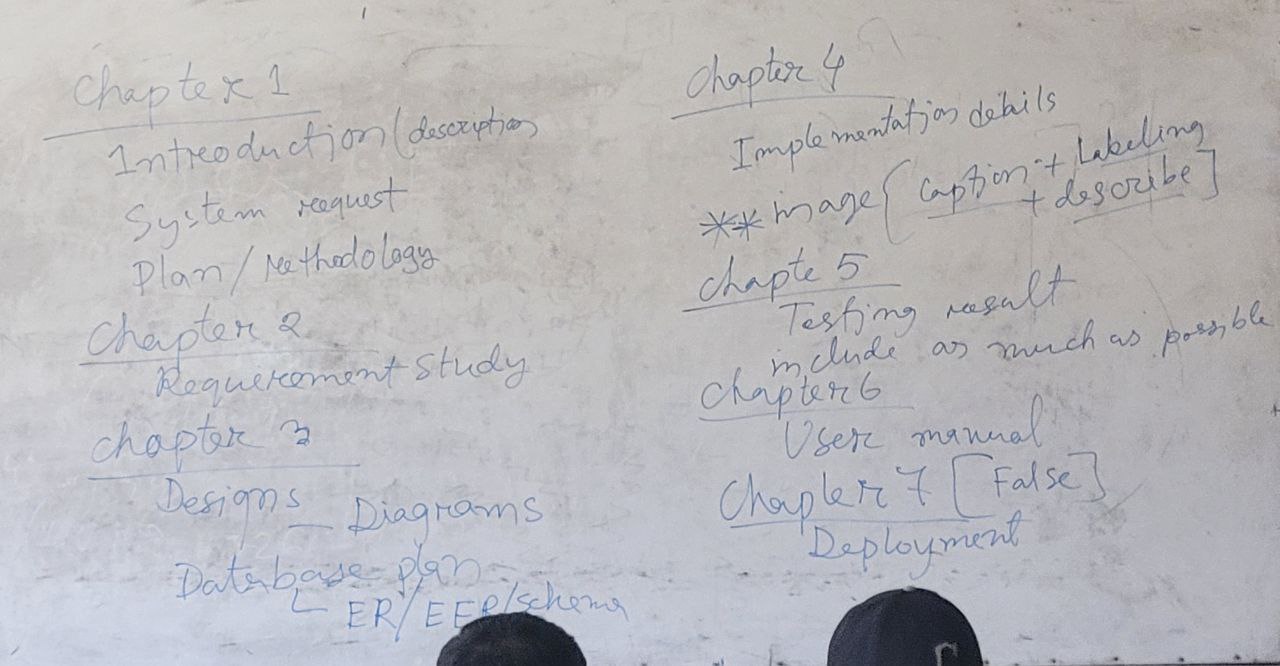 Chapter 1
Introduction (description
System request
Plan/Methodology
Chapter 2
Requirement study
Chapter 3
Designs
— Diagrams
Database plan
ER/EER/schema
Chapter 4
Implementation details
** image [ caption + Labeling
+ describe ]
Chapte 5
Testing result
include as much as possible
Chapter 6
User manual
Chapter 7 [False]
Deployment